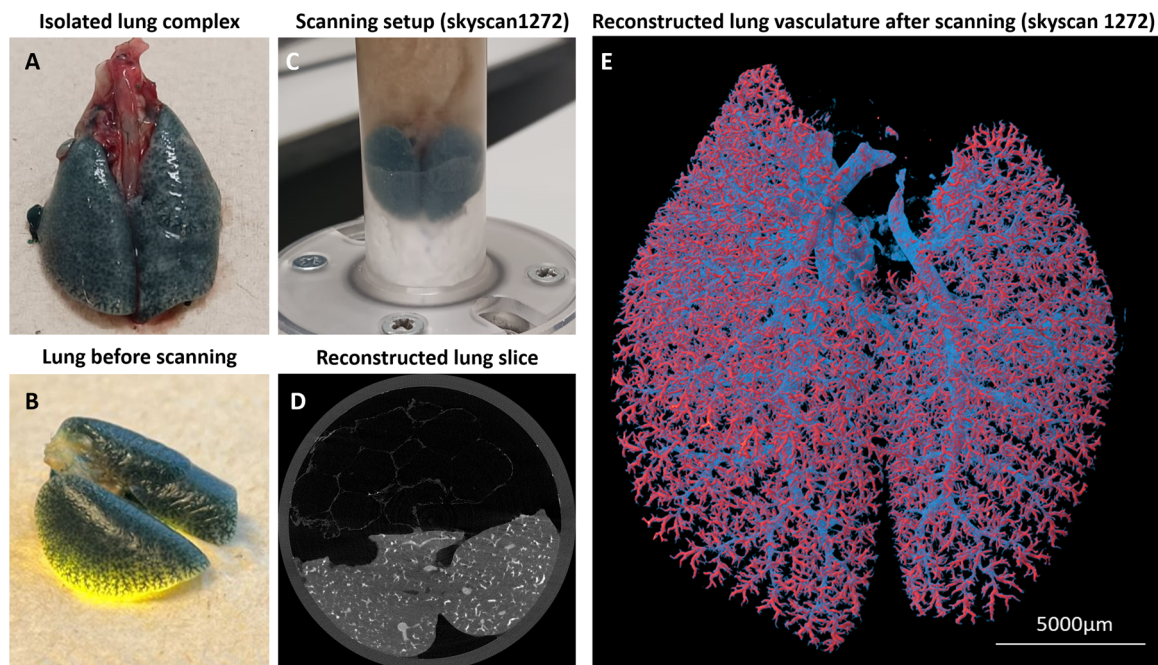 Isolated lung complex
Scanning setup (skyscan1272)
Reconstructed lung vasculature after scanning (skyscan 1272)
A
C
E
Lung before scanning
Reconstructed lung slice
B
D
5000µm